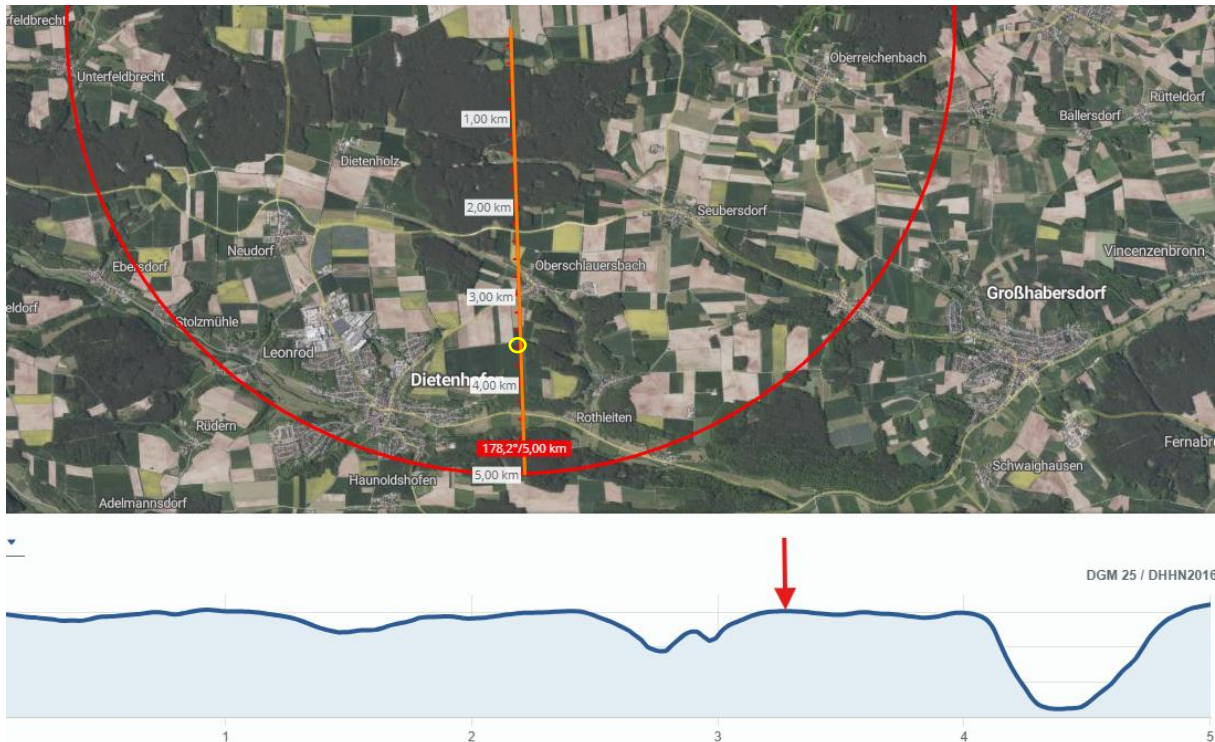 rfeldbrecht
Unterfeldbrecht
Oberreichenbach
Rütteldorf
Ballersdorf
1,00 km
Dietenholz
2,00 km
Seubersdorf
Neudorf
Vincenzenbronn
Ebersdorf
Oberschlauersbach
3,00 km
Großhabersdorf
eldorf
Stolzmühle
Leonrod
Dietenhofen
4,00 km
Rothleiten
Rüdern
178,2°/5,00 km
Fernabru
5,00 km
Haunoldshofen
Schwaighausen
Adelmannsdorf
DGM 25 / DHHN2016
1 2 3 4 5